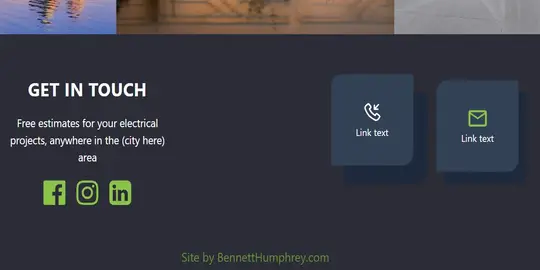 GET IN TOUCH
Free estimates for your electrical
projects, anywhere in the (city here)
area
in
Link text
Link text
Site by BennettHumphrey.com